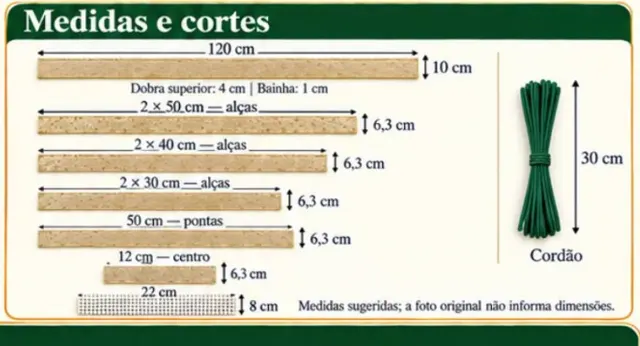 Medidas e cortes
120 cm
10 cm
Dobra superior: 4 cm | Bainha: 1 cm
2 × 50 cm — alças
6,3 cm
2 × 40 cm — alças
6,3 cm
2 × 30 cm — alças
6,3 cm
50 cm — pontas
6,3 cm
12 cm — centro
6,3 cm
22 cm
8 cm
30 cm
Cordão
Medidas sugeridas; a foto original não informa dimensões.